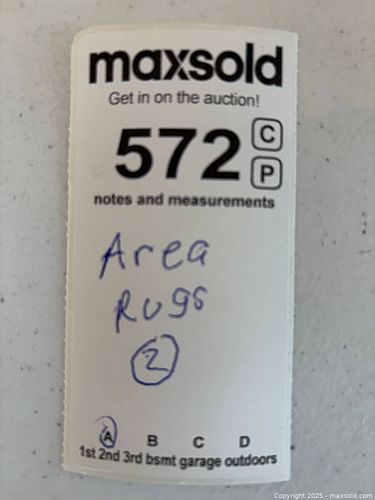 maxsold
Get in on the auction!
572 C
P
notes and measurements
Area
Rugs
2
A B C D
1st 2nd 3rd bsmt garage outdoors
Copyright 2025 - maxsold.com